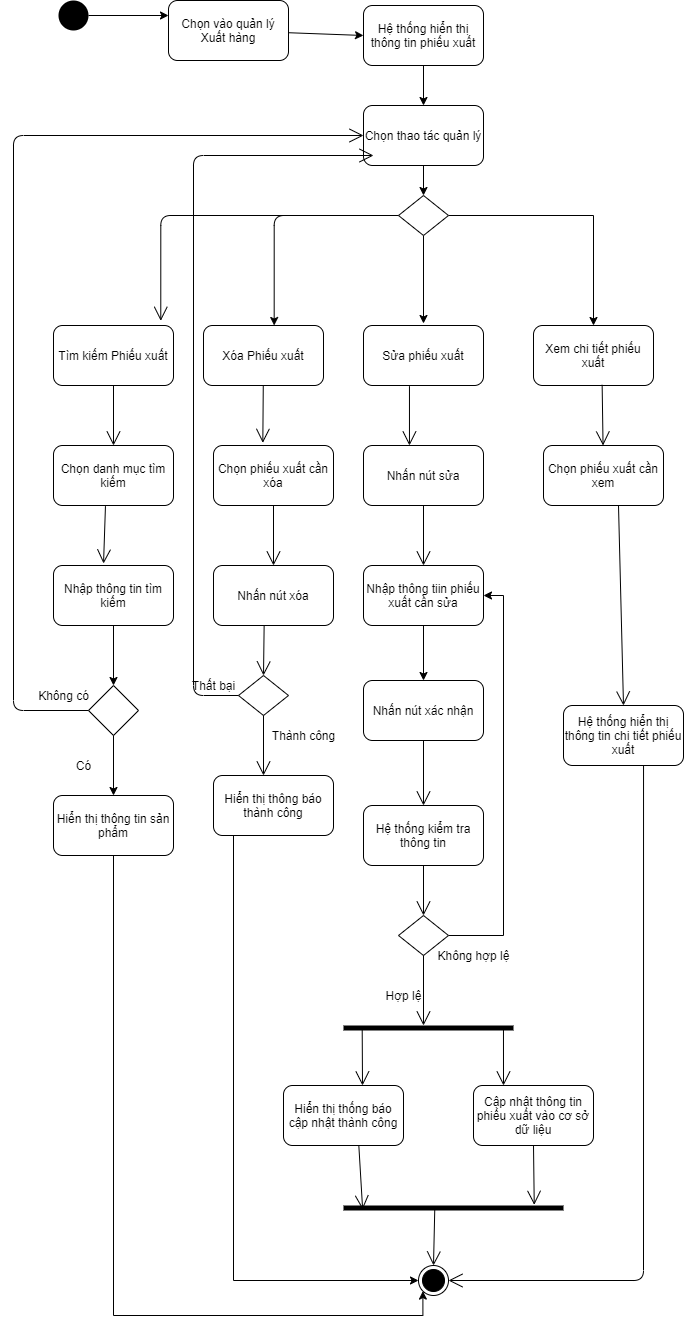 Chọn vào quản lý
Xuất hàng
Hệ thống hiển thị
thông tin phiếu xuất
Chọn thao tác quản lý
Tìm kiếm Phiếu xuất
Xóa Phiếu xuất
Sửa phiếu xuất
Xem chi tiết phiếu
xuất
Chọn danh mục tìm
kiếm
Chọn phiếu xuất cần
xóa
Nhấn nút sửa
Chọn phiếu xuất cần
xem
Nhập thông tin tìm
kiếm
Nhấn nút xóa
Nhập thông tiin phiếu
xuất cần sửa
Không có
Thất bại
Nhấn nút xác nhận
Thành công
Hệ thống hiển thị
thông tin chi tiết phiếu
xuất
Có
Hiển thị thông tin sản
phẩm
Hiển thị thông báo
thành công
Hệ thống kiểm tra
thông tin
Không hợp lệ
Hợp lệ
Hiển thị thống báo
cập nhật thành công
Cập nhật thông tin
phiếu xuất vào cơ sở
dữ liệu